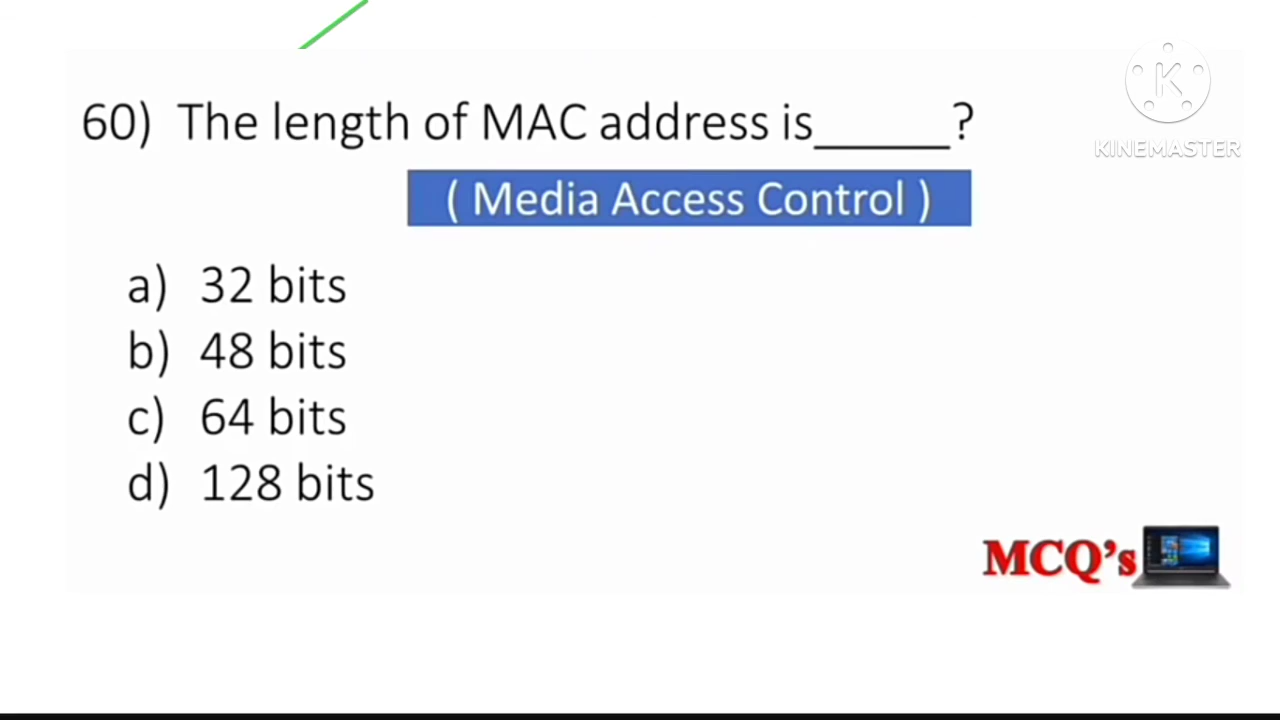 60) The length of MAC address is______?
( Media Access Control )
a) 32 bits
b) 48 bits
c) 64 bits
d) 128 bits
K
KINEMASTER
MCQ's